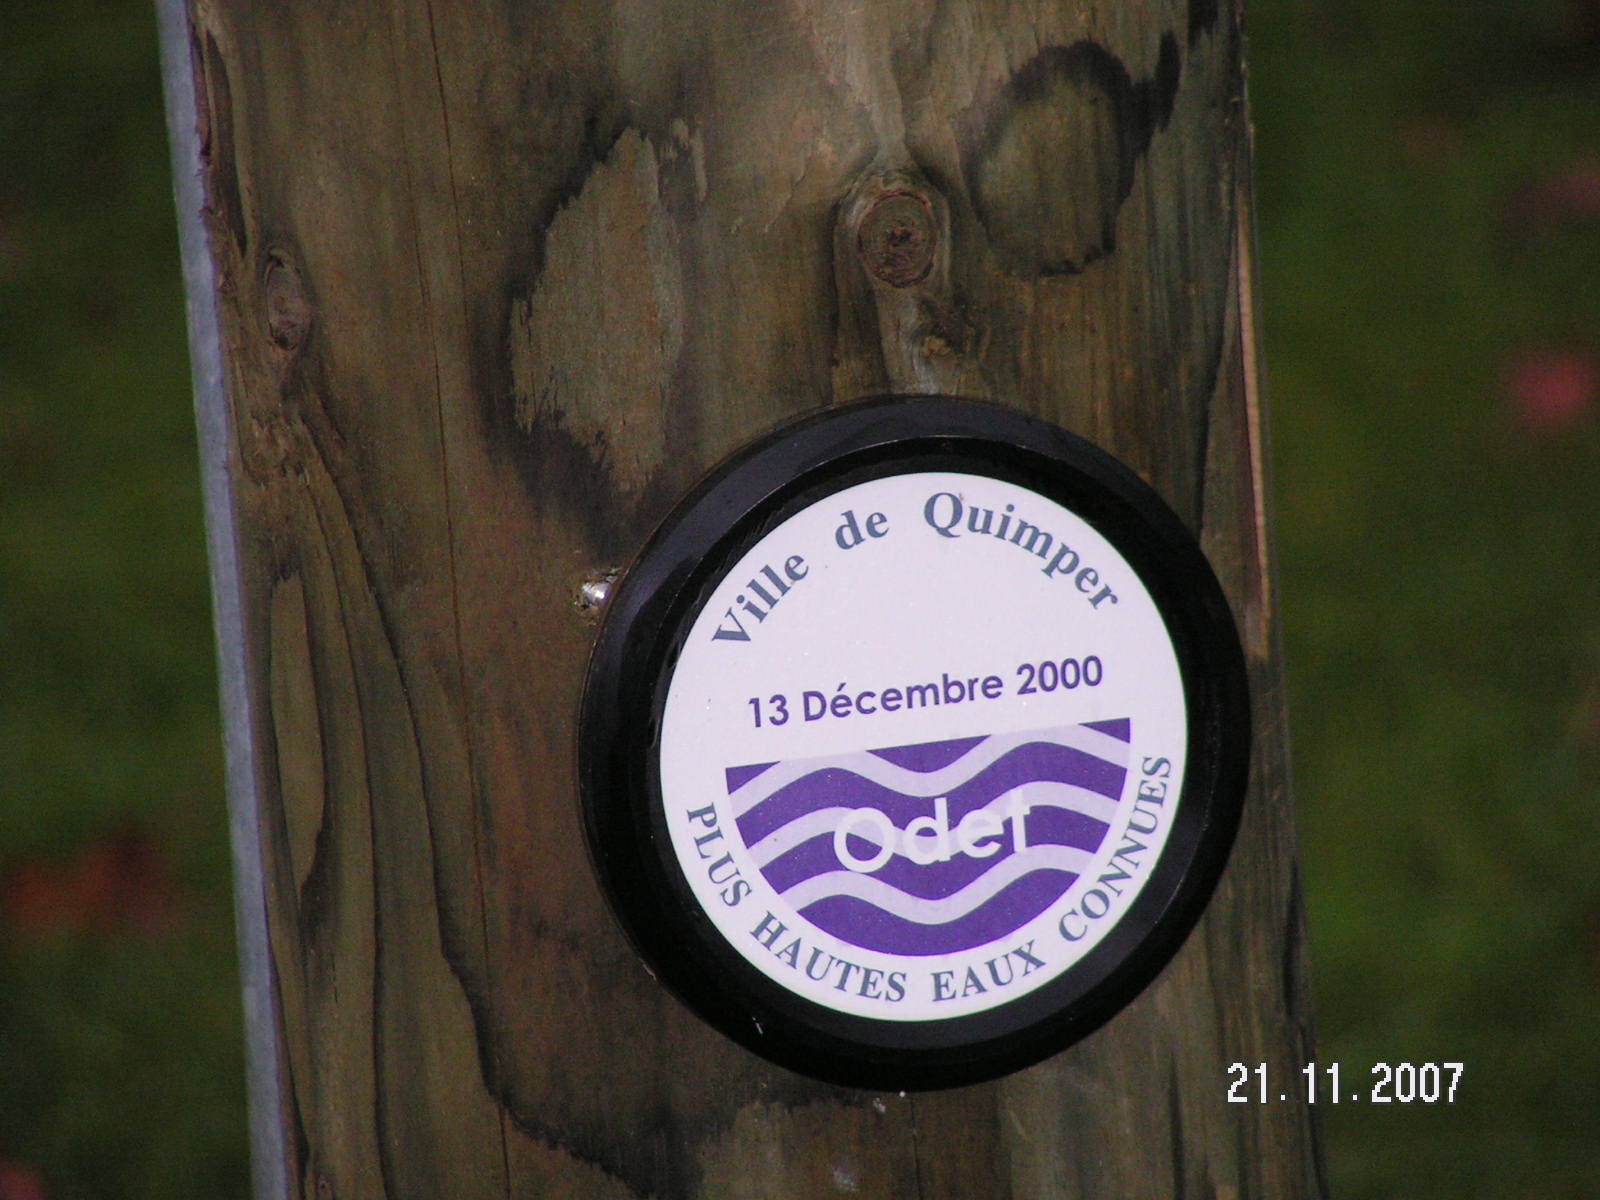 Ville de Quimper
13 Décembre 2000
Odet
PLUS HAUTES EAUX CONNUES
21.11.2007